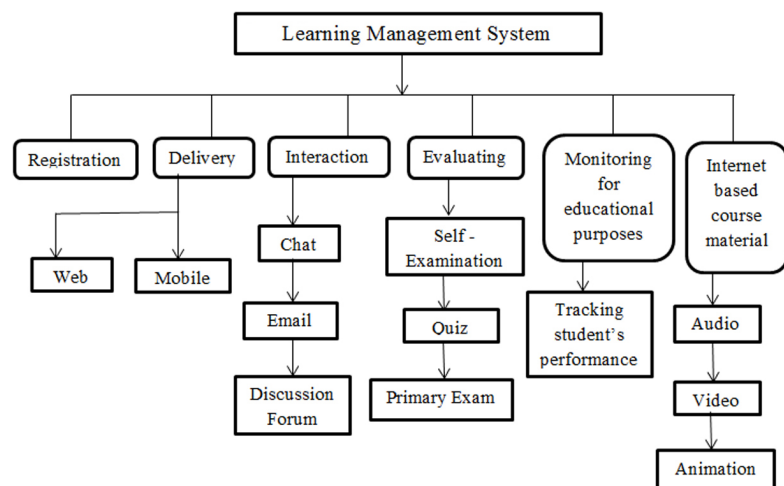 Learning Management System
Registration
Delivery
Interaction
Evaluating
Monitoring
for
educational
purposes
Internet
based
course
material
Web
Mobile
Chat
Email
Discussion
Forum
Self -
Examination
Quiz
Primary Exam
Tracking
student’s
performance
Audio
Video
Animation